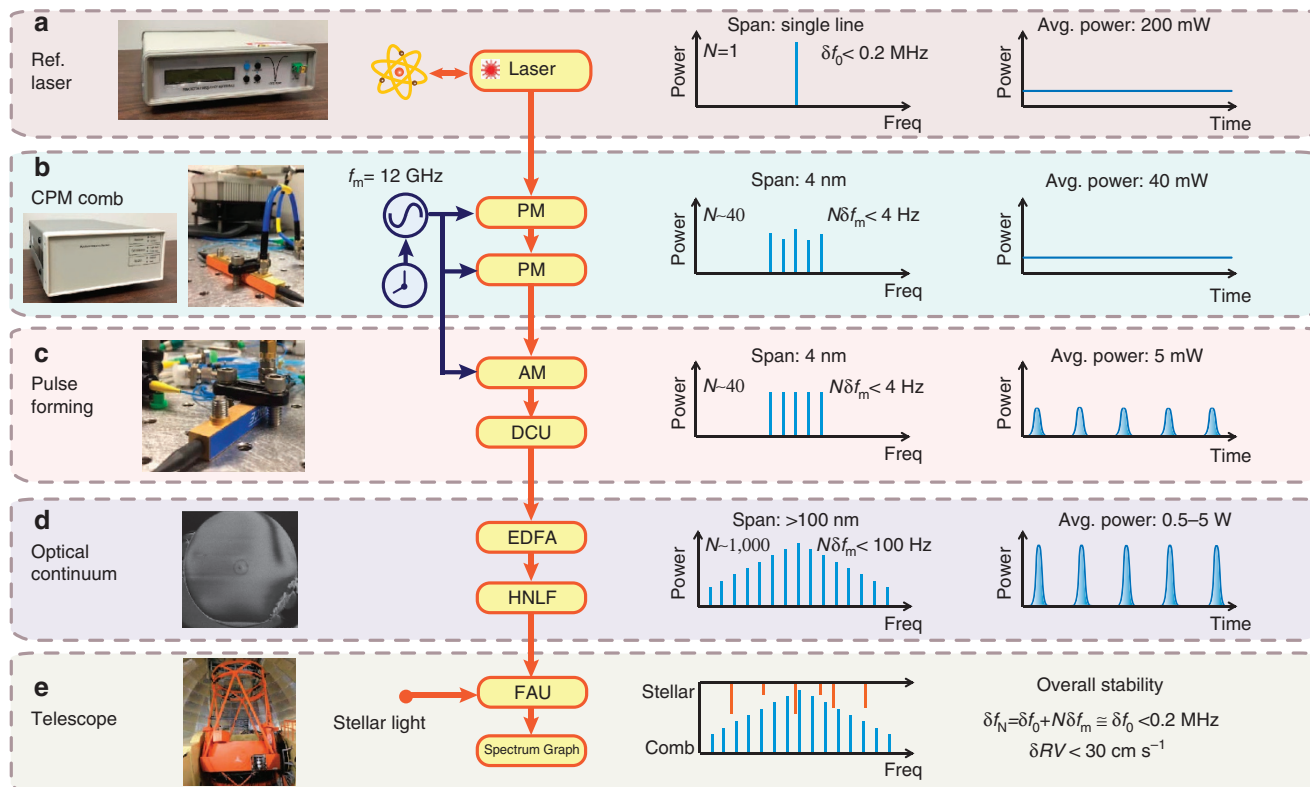 a
Ref.
laser
Laser
Span: single line
N=1
δf₀< 0.2 MHz
Power
Freq
Avg. power: 200 mW
Power
Time
b
CPM comb
fₘ= 12 GHz
PM
PM
Span: 4 nm
N~40
Nδfₘ< 4 Hz
Power
Freq
Avg. power: 40 mW
Power
Time
c
Pulse
forming
AM
DCU
Span: 4 nm
N~40
Nδfₘ< 4 Hz
Power
Freq
Avg. power: 5 mW
Power
Time
d
Optical
continuum
EDFA
HNLF
Span: >100 nm
N~1,000
Nδfₘ< 100 Hz
Power
Freq
Avg. power: 0.5–5 W
Power
Time
e
Telescope
Stellar light
FAU
Spectrum Graph
Stellar
Comb
Freq
Overall stability
δf_N=δf₀+Nδfₘ ≅ δf₀ <0.2 MHz
δRV < 30 cm s⁻¹